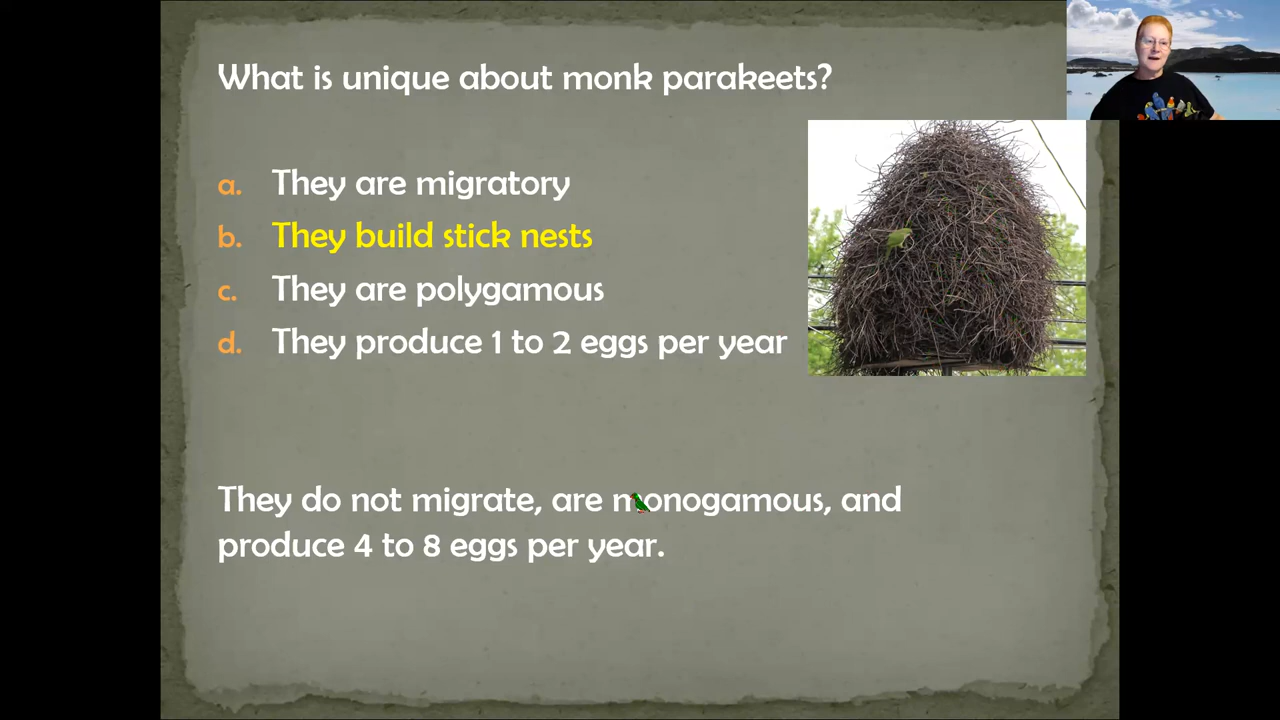 What is unique about monk parakeets?
a. They are migratory
b. They build stick nests
c. They are polygamous
d. They produce 1 to 2 eggs per year
They do not migrate, are monogamous, and
produce 4 to 8 eggs per year.